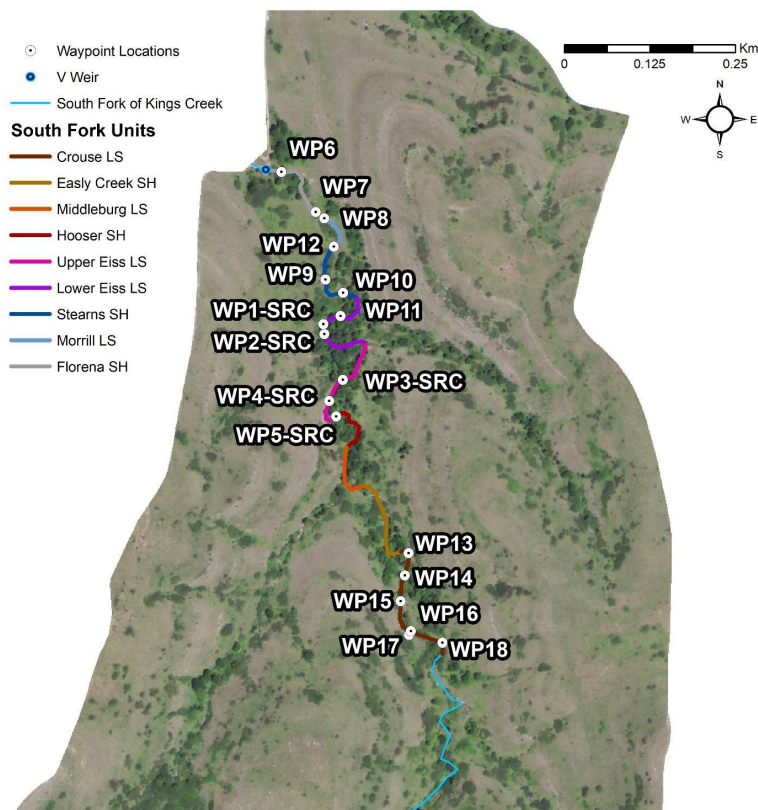 Waypoint Locations
V Weir
South Fork of Kings Creek
South Fork Units
Crouse LS
Easly Creek SH
Middleburg LS
Hooser SH
Upper Eiss LS
Lower Eiss LS
Stearns SH
Morrill LS
Florena SH
Km
0 0.125 0.25
N
W E
S
WP6
WP7
WP8
WP12
WP9
WP10
WP1-SRC
WP11
WP2-SRC
WP3-SRC
WP4-SRC
WP5-SRC
WP13
WP14
WP15
WP16
WP17
WP18